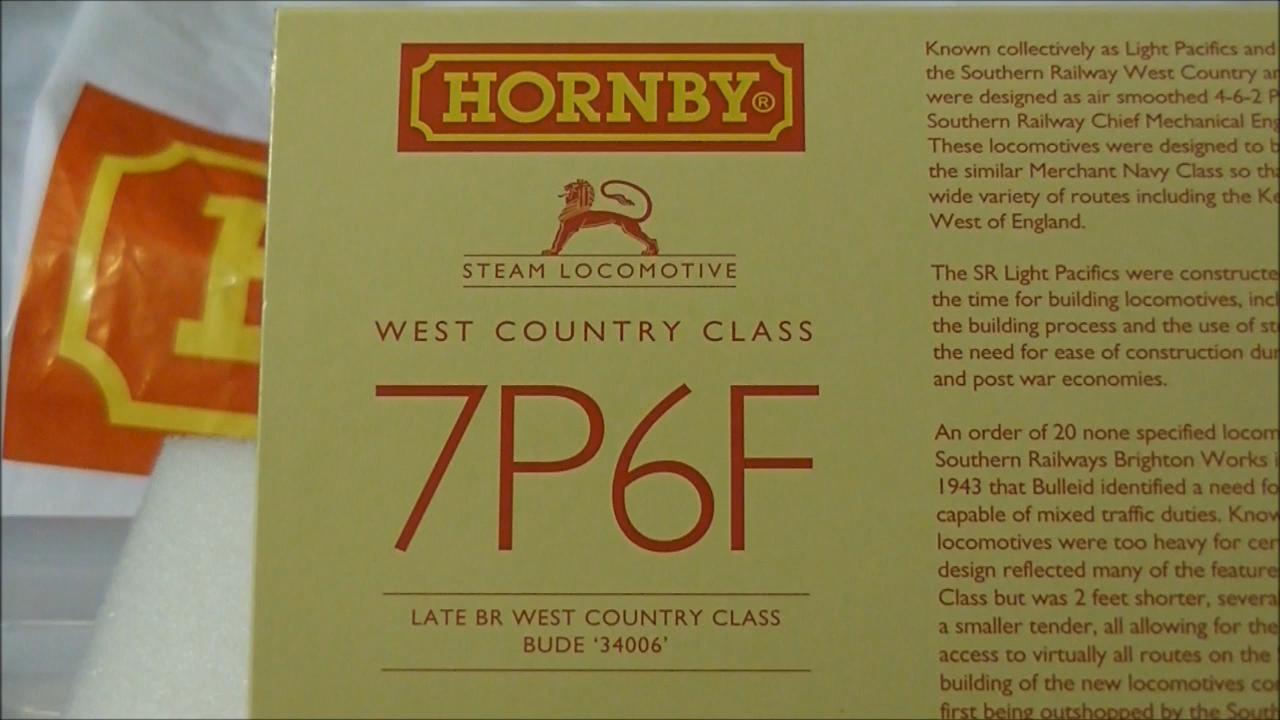 HORNBY®
STEAM LOCOMOTIVE
WEST COUNTRY CLASS
7P6F
LATE BR WEST COUNTRY CLASS
BUDE ‘34006’
Known collectively as Light Pacifics and
the Southern Railway West Country
were designed as air smoothed 4-6-2
Southern Railway Chief Mechanical
These locomotives were designed to
the similar Merchant Navy Class so
wide variety of routes including the
West of England.
The SR Light Pacifics were
the time for building locomotives,
the building process and the use of
the need for ease of construction
and post war economies.
An order of 20 none specified
Southern Railways Brighton Works
1943 that Bulleid identified a need
capable of mixed traffic duties.
locomotives were too heavy for
design reflected many of the
Class but was 2 feet shorter,
a smaller tender, all allowing for the
access to virtually all routes on the
building of the new locomotives
first being outshopped by the